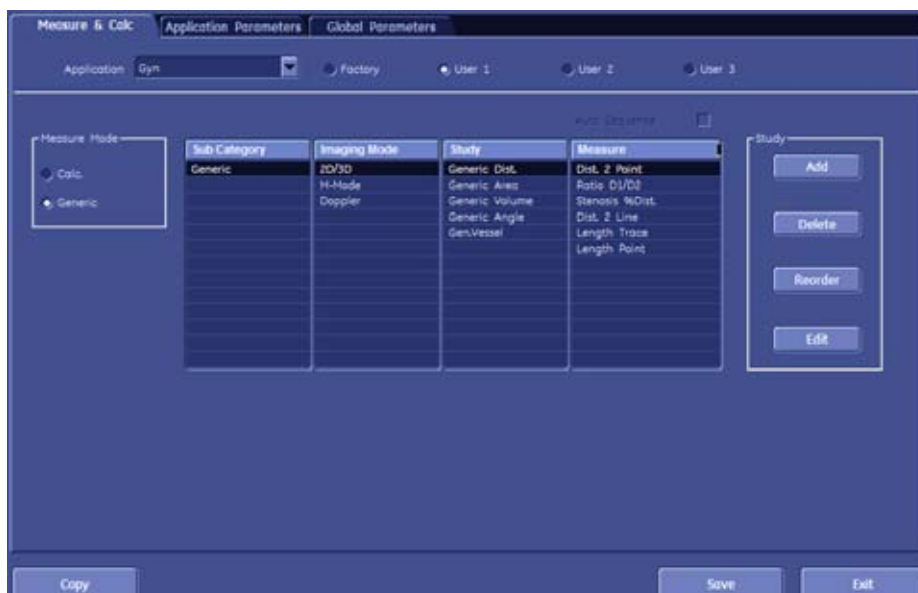 Measure & Calc Application Parameters Global Parameters
Application Gyn Factory User 1 User 2 User 3
Auto Sequence
Measure Mode
Calc.
Generic
Sub Category Imaging Mode Study Measure
Generic 2D/3D Generic Dist. Dist. 2 Point
M-Mode Generic Area Ratio D1/D2
Doppler Generic Volume Stenosis %Dist.
Generic Angle Dist. 2 Line
Gen.Vessel Length Trace
Length Point
Study
Add
Delete
Reorder
Edit
Copy Save Exit